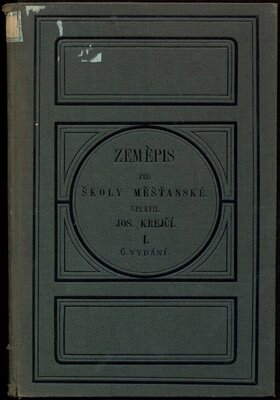 ZEMĚPIS
PRO
ŠKOLY MĚŠŤANSKÉ.
UPRAVIL
JOS. KREJČÍ.
I.
6. VYDÁNÍ.